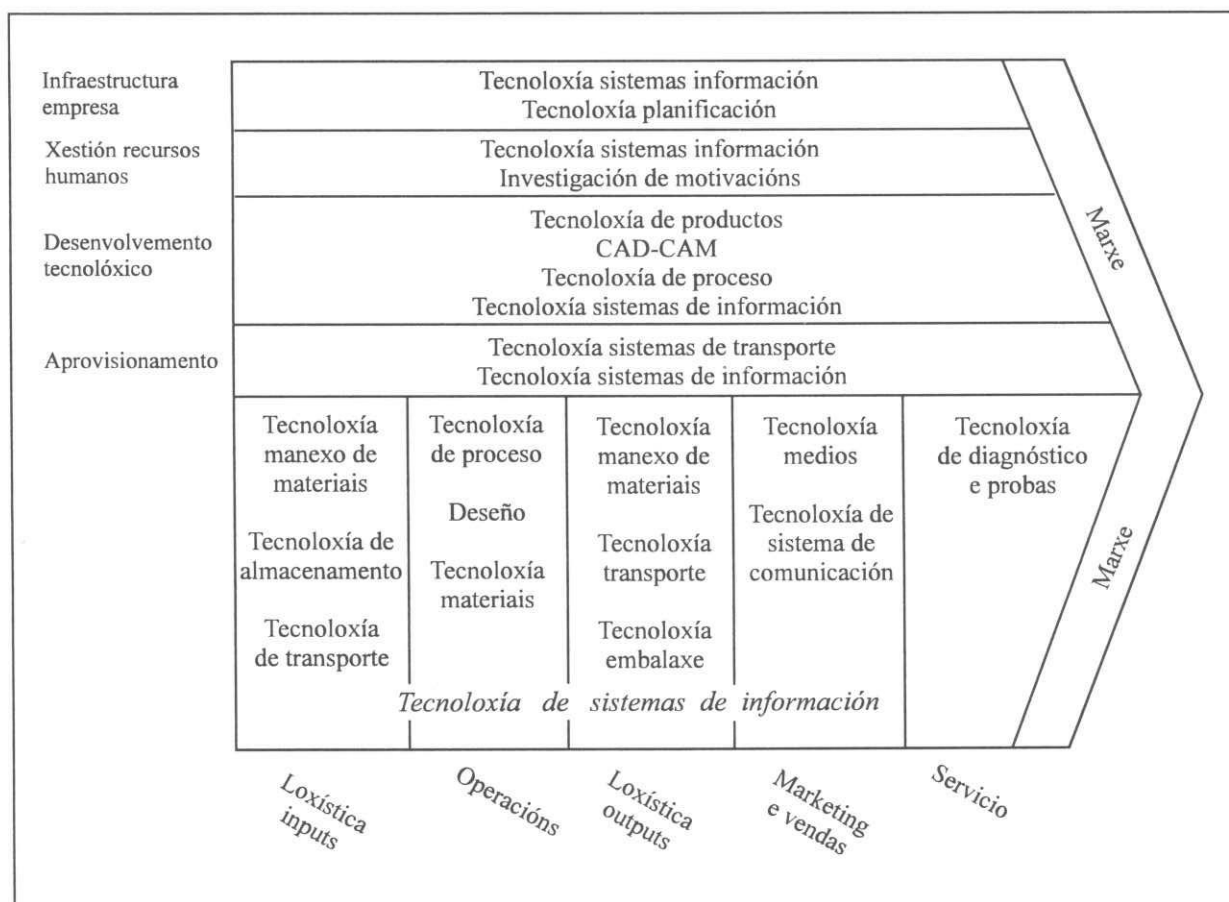 Infraestructura
empresa
Tecnoloxía sistemas información
Tecnoloxía planificación
Xestión recursos
humanos
Tecnoloxía sistemas información
Investigación de motivacións
Desenvolvemento
tecnolóxico
Tecnoloxía de productos
CAD-CAM
Tecnoloxía de proceso
Tecnoloxía sistemas de información
Aprovisionamento
Tecnoloxía sistemas de transporte
Tecnoloxía sistemas de información
Marxe
Tecnoloxía
manexo de
materiais
Tecnoloxía de
almacenamento
Tecnoloxía
de transporte
Tecnoloxía
de proceso
Deseño
Tecnoloxía
materiais
Tecnoloxía
manexo de
materiais
Tecnoloxía
transporte
Tecnoloxía
embalaxe
Tecnoloxía
medios
Tecnoloxía de
sistema de
comunicación
Tecnoloxía
de diagnóstico
e probas
Marxe
Tecnoloxía de sistemas de información
Loxística
inputs
Operacións
Loxística
outputs
Marketing
e vendas
Servicio